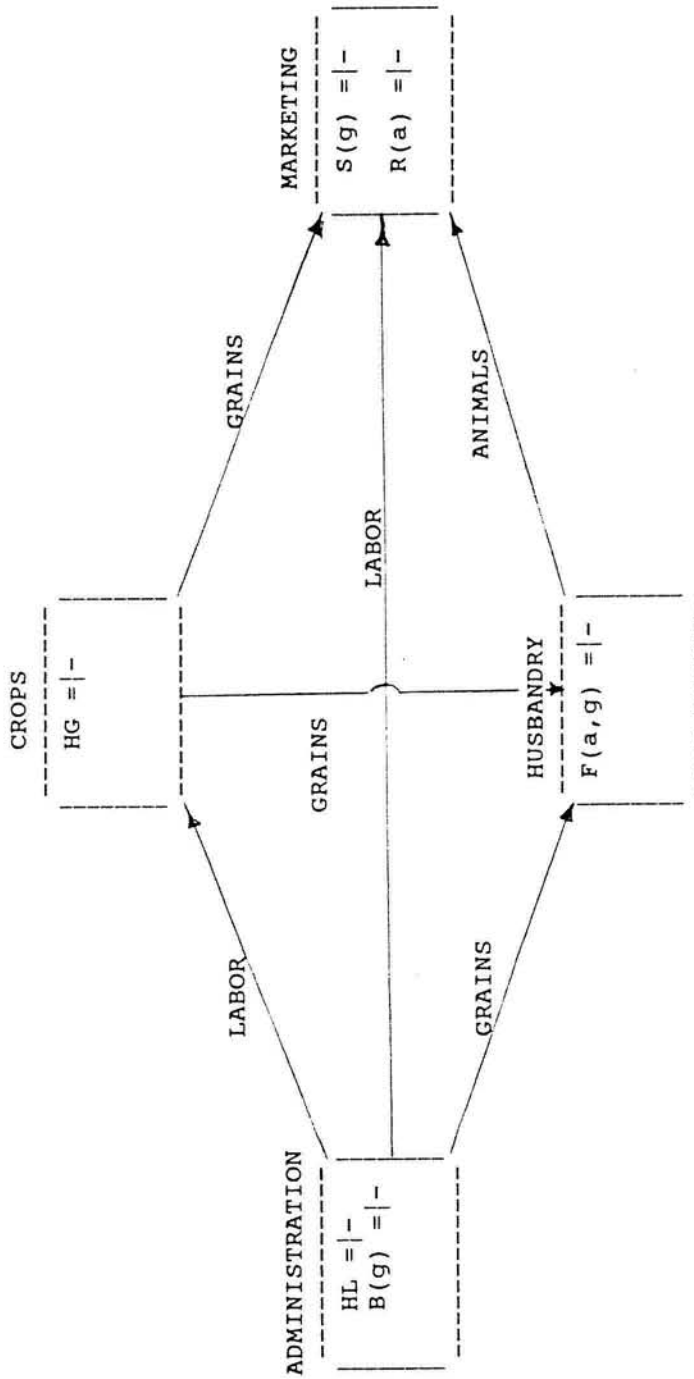 CROPS
HG =|-
ADMINISTRATION
HL =|-
B(g) =|-
MARKETING
S(g) =|-
R(a) =|-
HUSBANDRY
F(a,g) =|-
LABOR
GRAINS
GRAINS
LABOR
GRAINS
ANIMALS